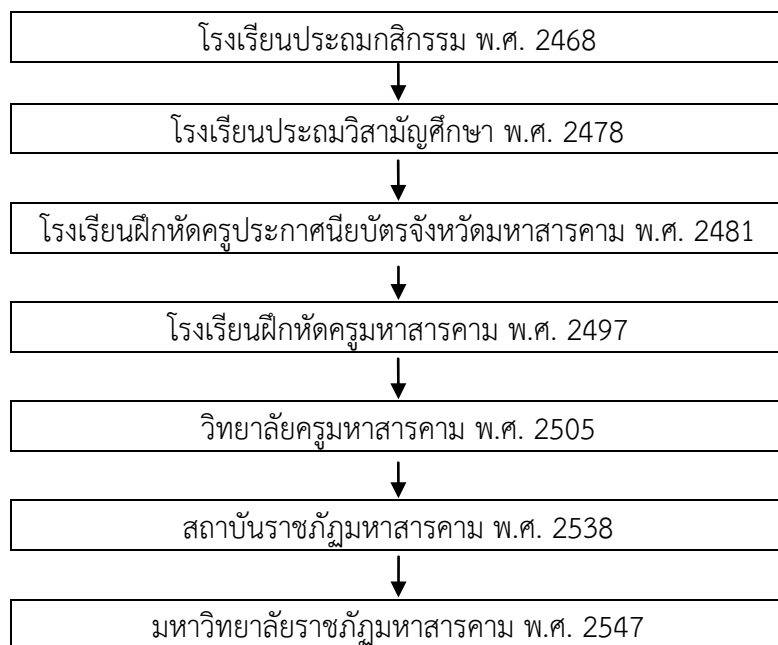 โรงเรียนประถมกสิกรรม พ.ศ. 2468
โรงเรียนประถมวิสามัญศึกษา พ.ศ. 2478
โรงเรียนฝึกหัดครูประกาศนียบัตรจังหวัดมหาสารคาม พ.ศ. 2481
โรงเรียนฝึกหัดครูมหาสารคาม พ.ศ. 2497
วิทยาลัยครูมหาสารคาม พ.ศ. 2505
สถาบันราชภัฏมหาสารคาม พ.ศ. 2538
มหาวิทยาลัยราชภัฏมหาสารคาม พ.ศ. 2547